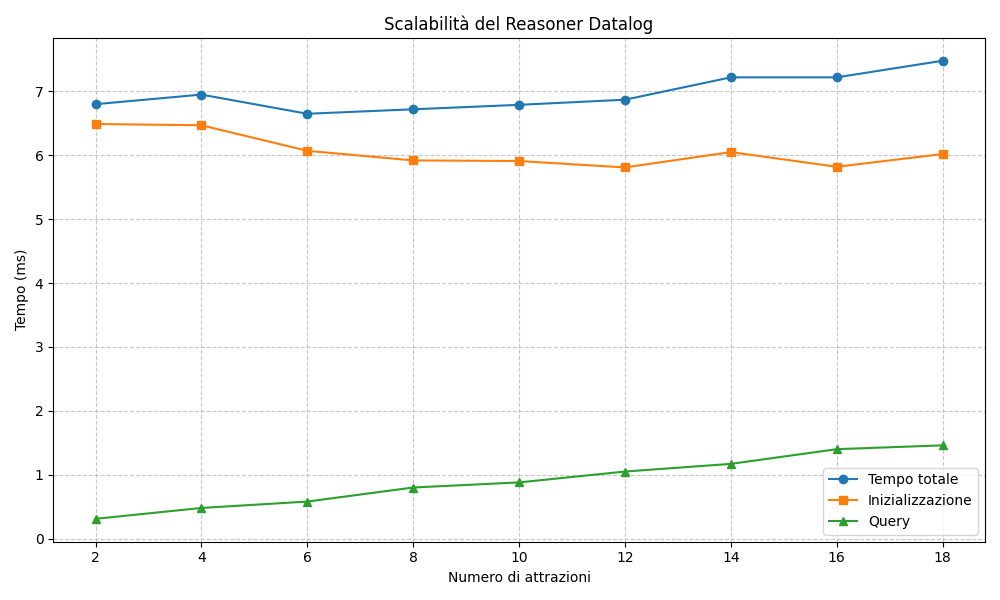 Scalabilità del Reasoner Datalog
Tempo (ms)
7
6
5
4
3
2
1
0
2 4 6 8 10 12 14 16 18
Numero di attrazioni
Tempo totale
Inizializzazione
Query